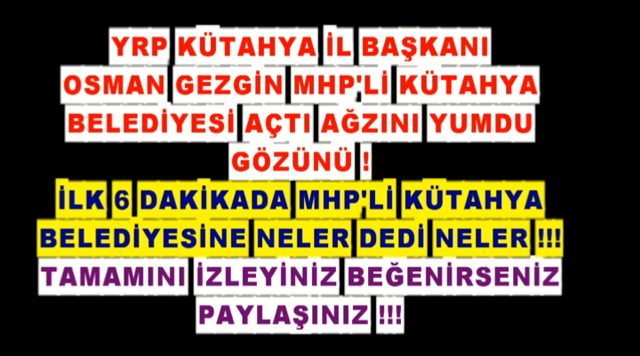 YRP KÜTAHYA İL BAŞKANI
OSMAN GEZGİN MHP'Lİ KÜTAHYA
BELEDİYESİ AÇTI AĞZINI YUMDU
GÖZÜNÜ !
İLK 6 DAKİKADA MHP'Lİ KÜTAHYA
BELEDİYESİNE NELER DEDİ NELER !!!
TAMAMINI İZLEYİNİZ BEĞENİRSENİZ
PAYLAŞINIZ !!!